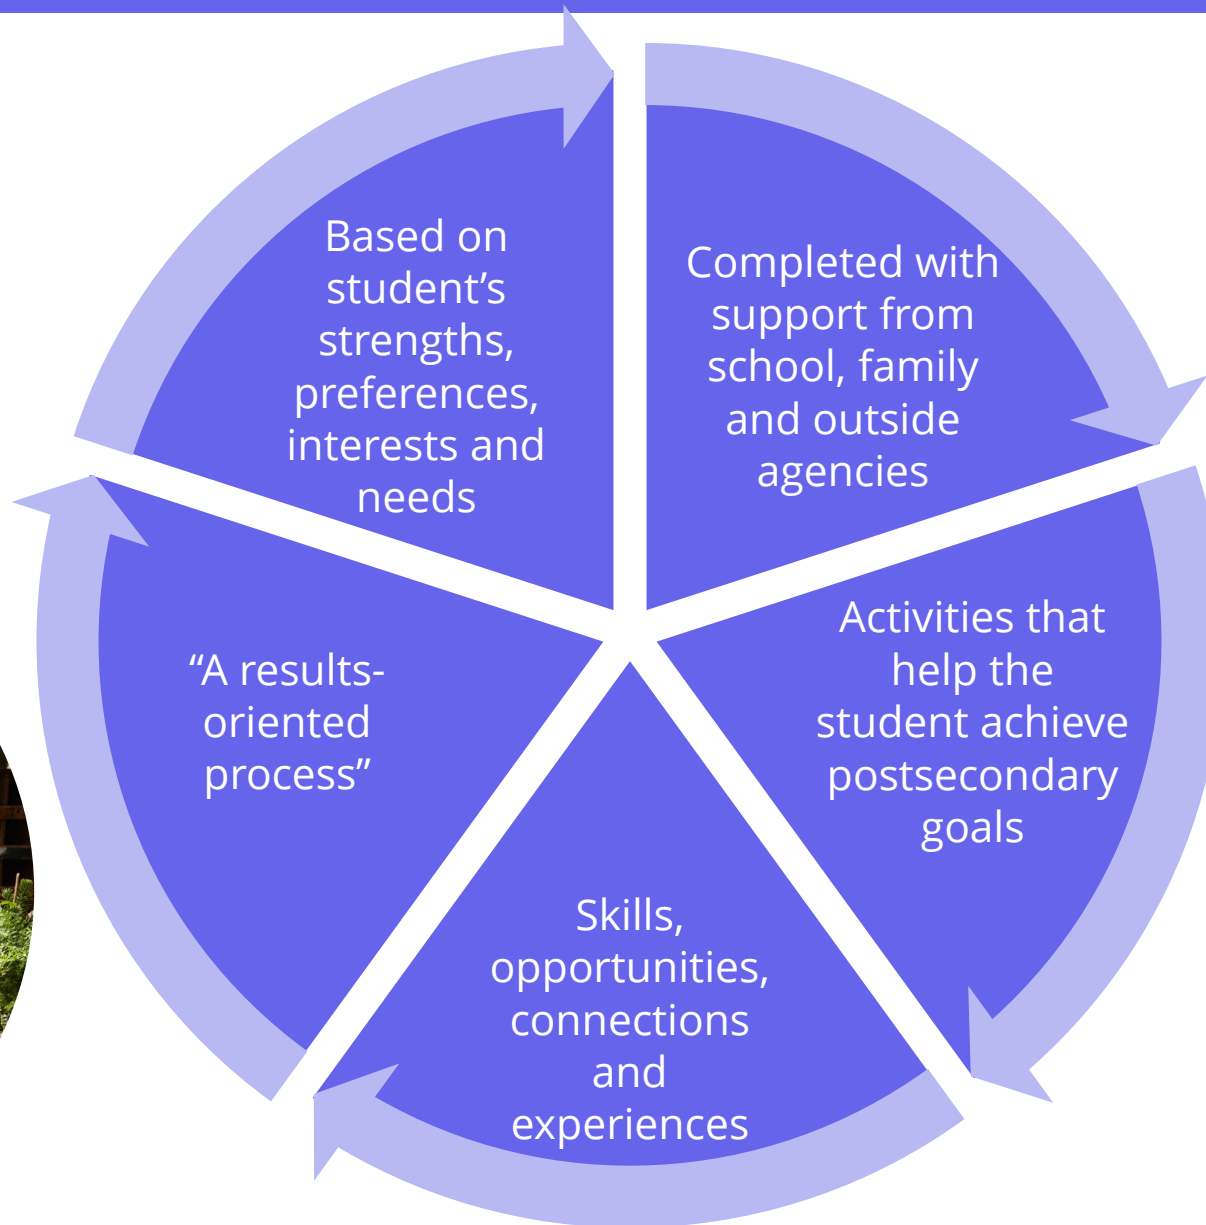 Based on
student’s
strengths,
preferences,
interests and
needs
Completed with
support from
school, family
and outside
agencies
Activities that
help the
student achieve
postsecondary
goals
Skills,
opportunities,
connections
and
experiences
“A results-
oriented
process”